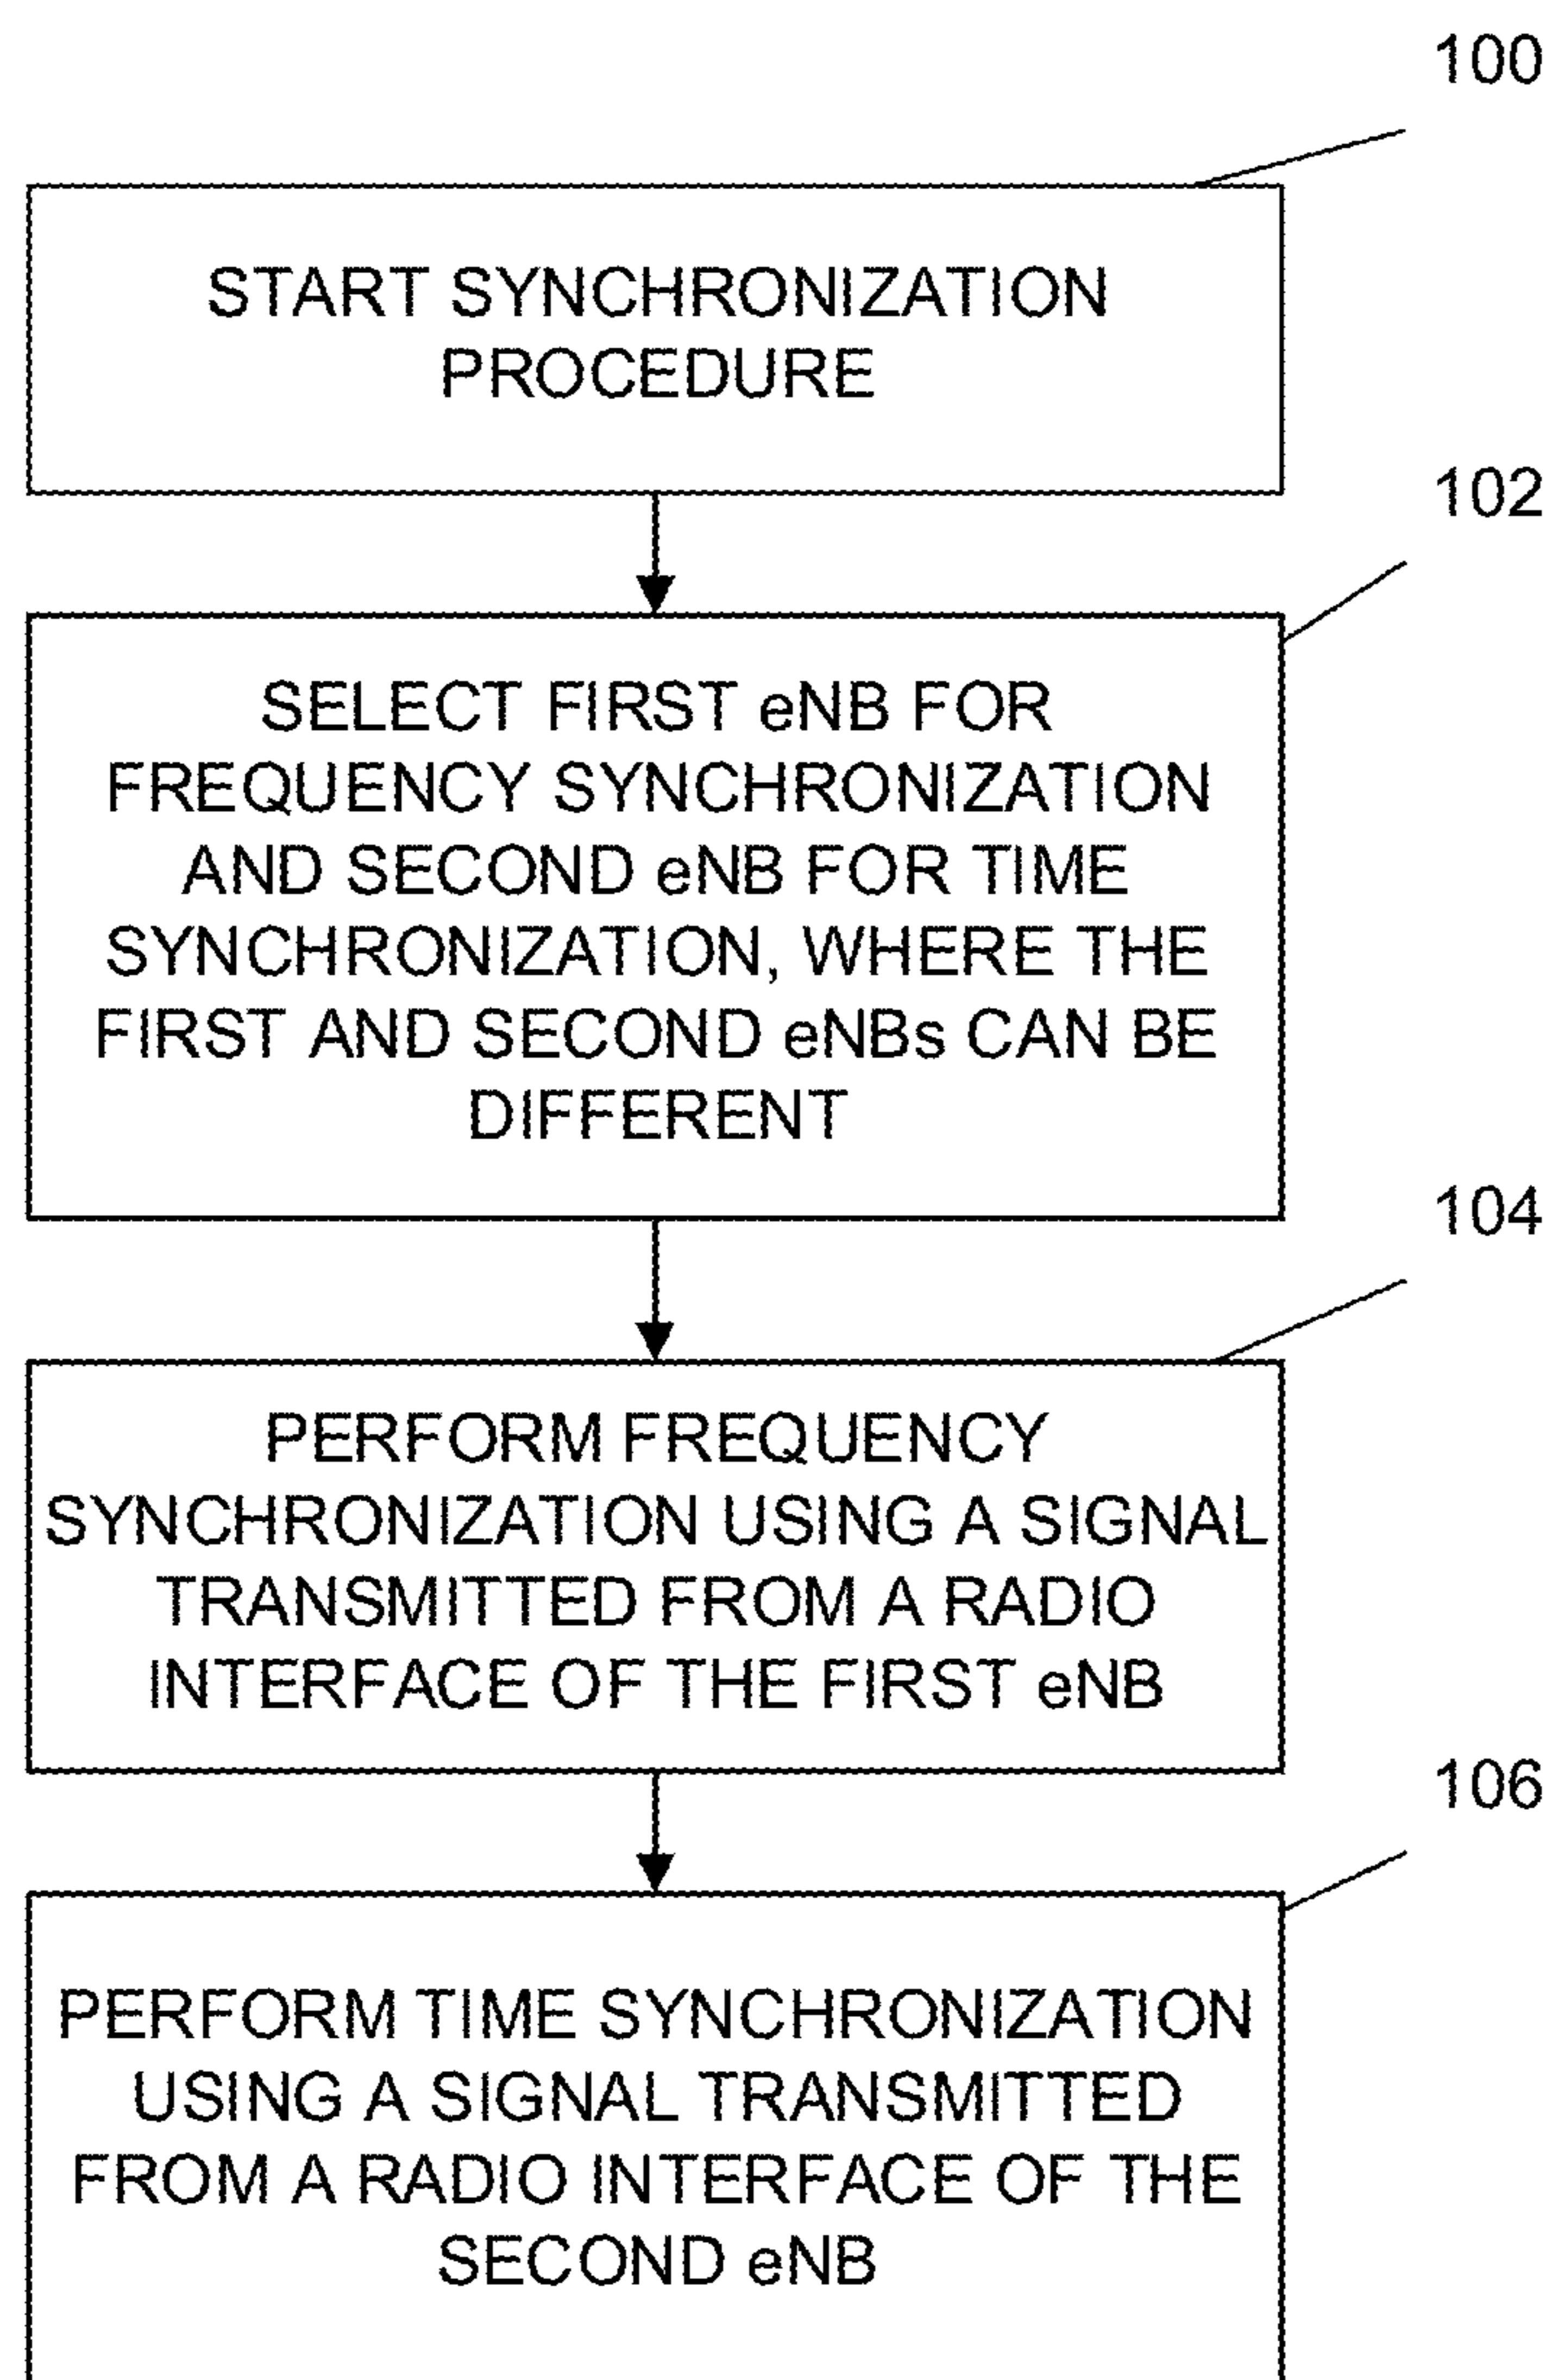 100
START SYNCHRONIZATION
PROCEDURE
102
SELECT FIRST eNB FOR
FREQUENCY SYNCHRONIZATION
AND SECOND eNB FOR TIME
SYNCHRONIZATION, WHERE THE
FIRST AND SECOND eNBs CAN BE
DIFFERENT
104
PERFORM FREQUENCY
SYNCHRONIZATION USING A SIGNAL
TRANSMITTED FROM A RADIO
INTERFACE OF THE FIRST eNB
106
PERFORM TIME SYNCHRONIZATION
USING A SIGNAL TRANSMITTED
FROM A RADIO INTERFACE OF THE
SECOND eNB